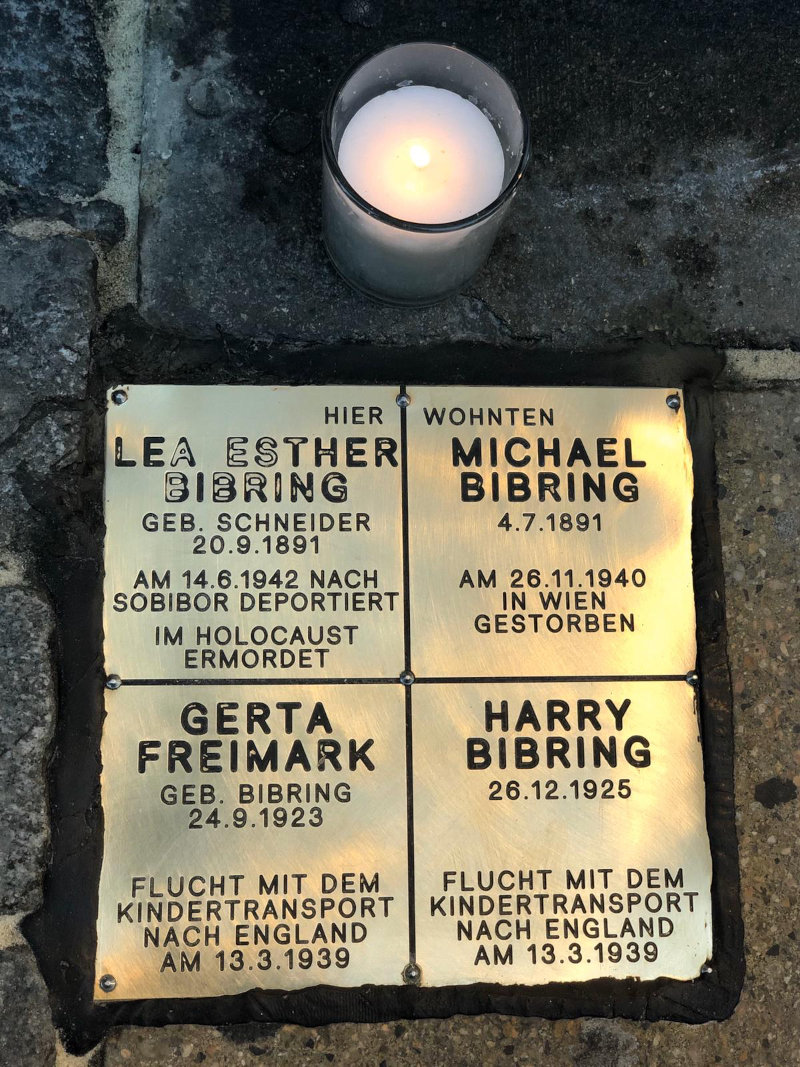 HIER WOHNTEN
LEA ESTHER
BIBRING
GEB. SCHNEIDER
20.9.1891
AM 14.6.1942 NACH
SOBIBOR DEPORTIERT
IM HOLOCAUST
ERMORDET
MICHAEL
BIBRING
4.7.1891
AM 26.11.1940
IN WIEN
GESTORBEN
GERTA
FREIMARK
GEB. BIBRING
24.9.1923
FLUCHT MIT DEM
KINDERTRANSPORT
NACH ENGLAND
AM 13.3.1939
HARRY
BIBRING
26.12.1925
FLUCHT MIT DEM
KINDERTRANSPORT
NACH ENGLAND
AM 13.3.1939